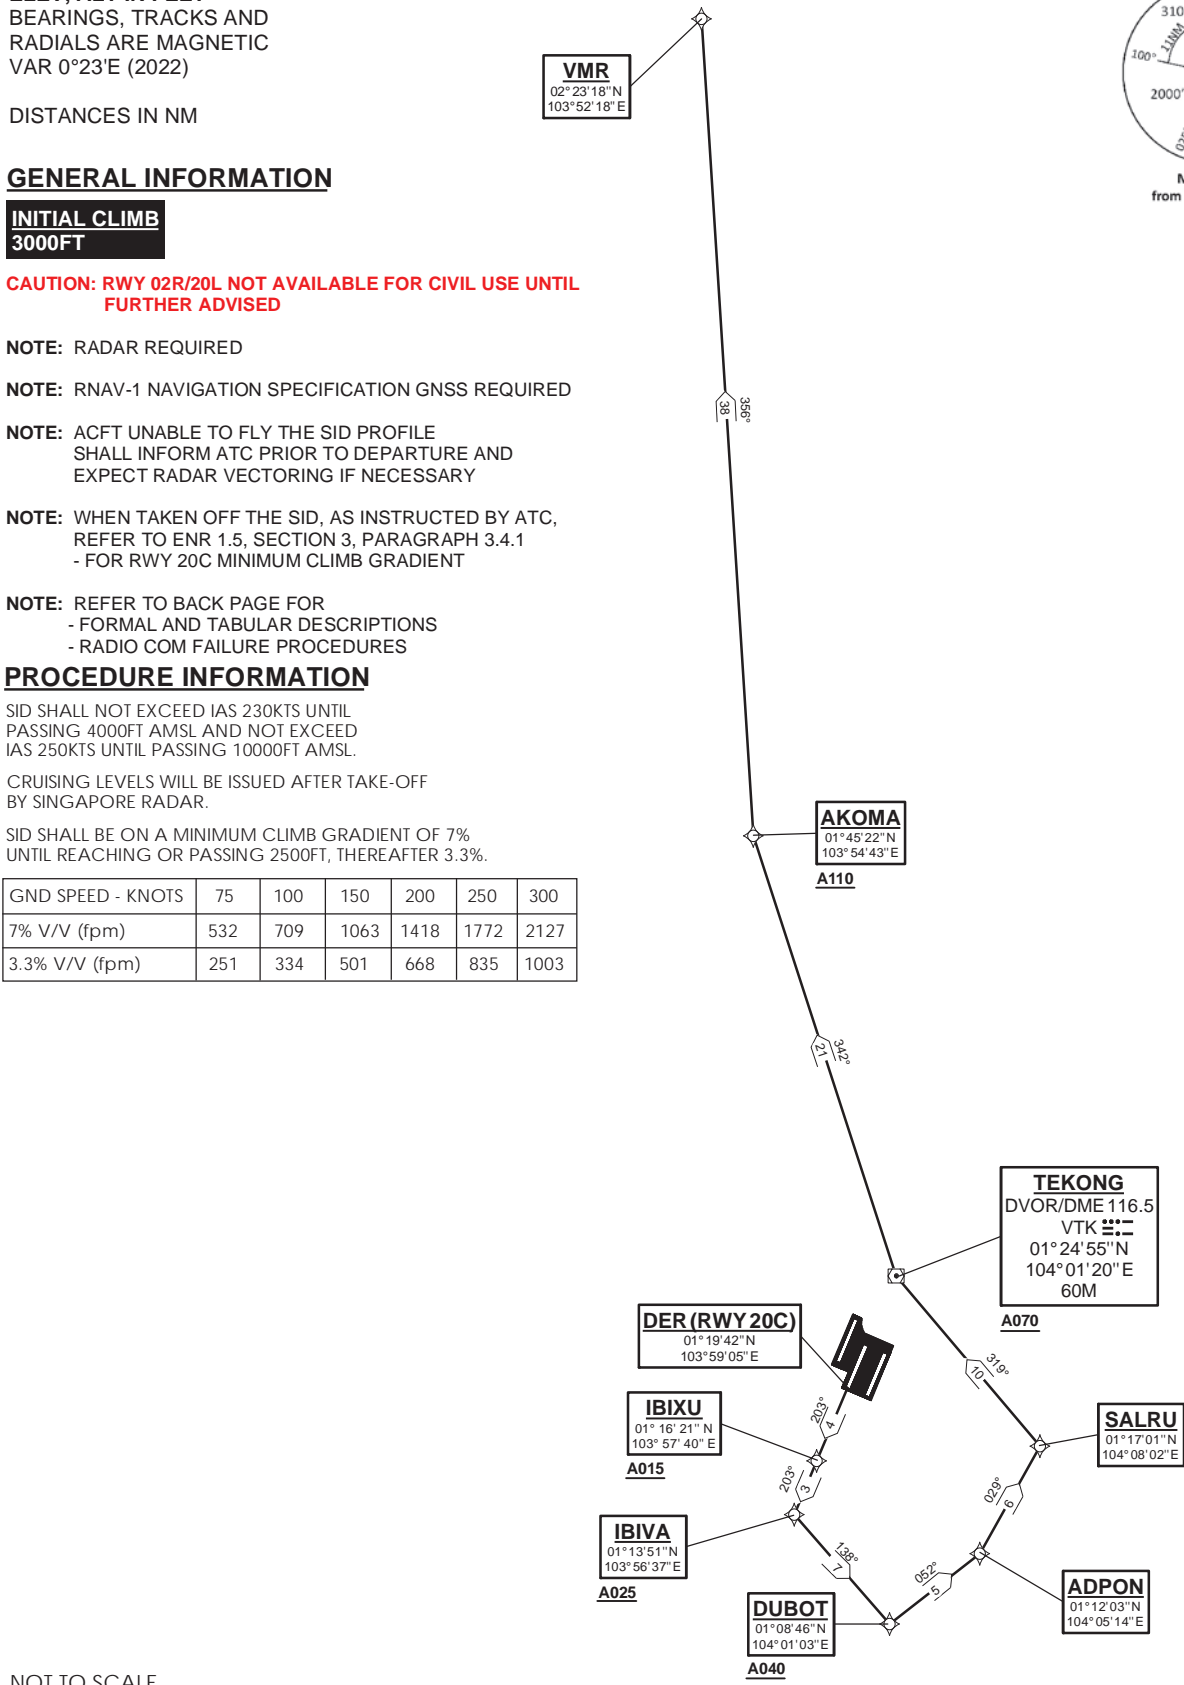 BEARINGS, TRACKS AND
RADIALS ARE MAGNETIC
VAR 0°23'E (2022)
DISTANCES IN NM
GENERAL INFORMATION
INITIAL CLIMB
3000FT
CAUTION: RWY 02R/20L NOT AVAILABLE FOR CIVIL USE UNTIL
FURTHER ADVISED
NOTE: RADAR REQUIRED
NOTE: RNAV-1 NAVIGATION SPECIFICATION GNSS REQUIRED
NOTE: ACFT UNABLE TO FLY THE SID PROFILE
SHALL INFORM ATC PRIOR TO DEPARTURE AND
EXPECT RADAR VECTORING IF NECESSARY
NOTE: WHEN TAKEN OFF THE SID, AS INSTRUCTED BY ATC,
REFER TO ENR 1.5, SECTION 3, PARAGRAPH 3.4.1
- FOR RWY 20C MINIMUM CLIMB GRADIENT
NOTE: REFER TO BACK PAGE FOR
- FORMAL AND TABULAR DESCRIPTIONS
- RADIO COM FAILURE PROCEDURES
PROCEDURE INFORMATION
SID SHALL NOT EXCEED IAS 230KTS UNTIL
PASSING 4000FT AMSL AND NOT EXCEED
IAS 250KTS UNTIL PASSING 10000FT AMSL.
CRUISING LEVELS WILL BE ISSUED AFTER TAKE-OFF
BY SINGAPORE RADAR.
SID SHALL BE ON A MINIMUM CLIMB GRADIENT OF 7%
UNTIL REACHING OR PASSING 2500FT, THEREAFTER 3.3%.
GND SPEED - KNOTS 75 100 150 200 250 300
7% V/V (fpm) 532 709 1063 1418 1772 2127
3.3% V/V (fpm) 251 334 501 668 835 1003
VMR
02°23'18"N
103°52'18"E
310
11NM
100°
2000'
from
38
356°
AKOMA
01°45'22"N
103°54'43"E
A110
21
342°
TEKONG
DVOR/DME 116.5
VTK
01°24'55"N
104°01'20"E
60M
A070
DER (RWY 20C)
01°19'42"N
103°59'05"E
10
319°
203°
4
IBIXU
01°16'21"N
103°57'40"E
A015
SALRU
01°17'01"N
104°08'02"E
203°
3
029°
6
IBIVA
01°13'51"N
103°56'37"E
A025
138°
7
052°
5
ADPON
01°12'03"N
104°05'14"E
DUBOT
01°08'46"N
104°01'03"E
A040
NOT TO SCALE